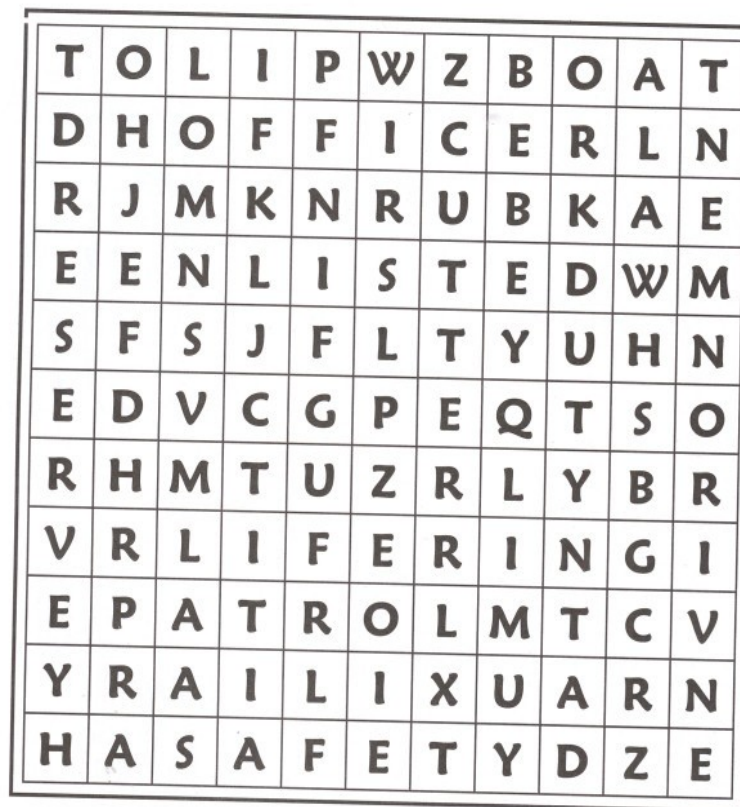 T O L I P W Z B O A T
D H O F F I C E R L N
R J M K N R U B K A E
E E N L I S T E D W M
S F S J F L T Y U H N
E D V C G P E Q T S O
R H M T U Z R L Y B R
V R L I F E R I N G I
E P A T R O L M T C V
Y R A I L I X U A R N
H A S A F E T Y D Z E